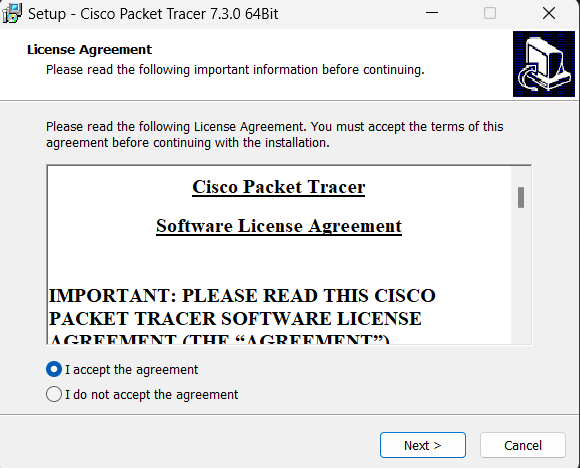 Setup - Cisco Packet Tracer 7.3.0 64Bit
License Agreement
Please read the following important information before continuing.
Please read the following License Agreement. You must accept the terms of this
agreement before continuing with the installation.
Cisco Packet Tracer
Software License Agreement
IMPORTANT: PLEASE READ THIS CISCO
PACKET TRACER SOFTWARE LICENSE
AGREEMENT (THE “AGREEMENT”)
I accept the agreement
I do not accept the agreement
Next >
Cancel